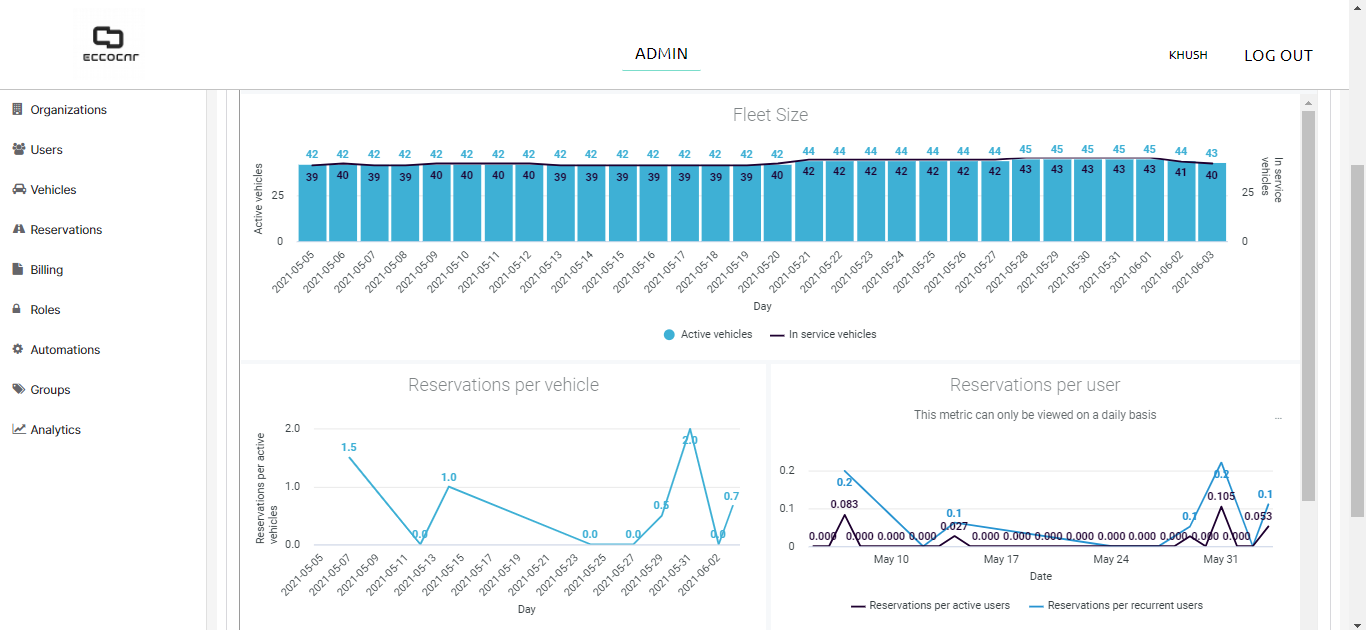 ECCOCAR
ADMIN
KHUSH
LOG OUT
Organizations
Users
Vehicles
Reservations
Billing
Roles
Automations
Groups
Analytics
Fleet Size
42 42 42 42 42 42 42 42 42 42 42 42 42 42 42 42 44 44 44 44 44 44 44 45 45 45 45 45 44 43
39 40 39 39 40 40 40 40 39 39 39 39 39 39 39 40 42 42 42 42 42 42 42 43 43 43 43 43 41 40
Active vehicles
25
0
In service
vehicles
25
0
2021-05-05 2021-05-06 2021-05-07 2021-05-08 2021-05-09 2021-05-10 2021-05-11 2021-05-12 2021-05-13 2021-05-14 2021-05-15 2021-05-16 2021-05-17 2021-05-18 2021-05-19 2021-05-20 2021-05-21 2021-05-22 2021-05-23 2021-05-24 2021-05-25 2021-05-26 2021-05-27 2021-05-28 2021-05-29 2021-05-30 2021-05-31 2021-06-01 2021-06-02 2021-06-03
Day
Active vehicles In service vehicles
Reservations per vehicle
Reservations per active
vehicles
2.0
1.0
0.0
1.5 0.0 1.0 0.0 0.0 0.5 2.0 0.0 0.7
2021-05-05 2021-05-07 2021-05-09 2021-05-11 2021-05-13 2021-05-15 2021-05-17 2021-05-19 2021-05-21 2021-05-23 2021-05-25 2021-05-27 2021-05-29 2021-05-31 2021-06-02
Day
Reservations per user
This metric can only be viewed on a daily basis
...
0.2
0.1
0
0.2 0.1 0.1 0.2 0.1
0.083 0.027 0.105 0.053
0.000 0.000 0.000 0.000 0.000 0.000 0.000 0.000 0.000 0.000 0.000 0.000 0.000
May 10 May 17 May 24 May 31
Date
Reservations per active users Reservations per recurrent users